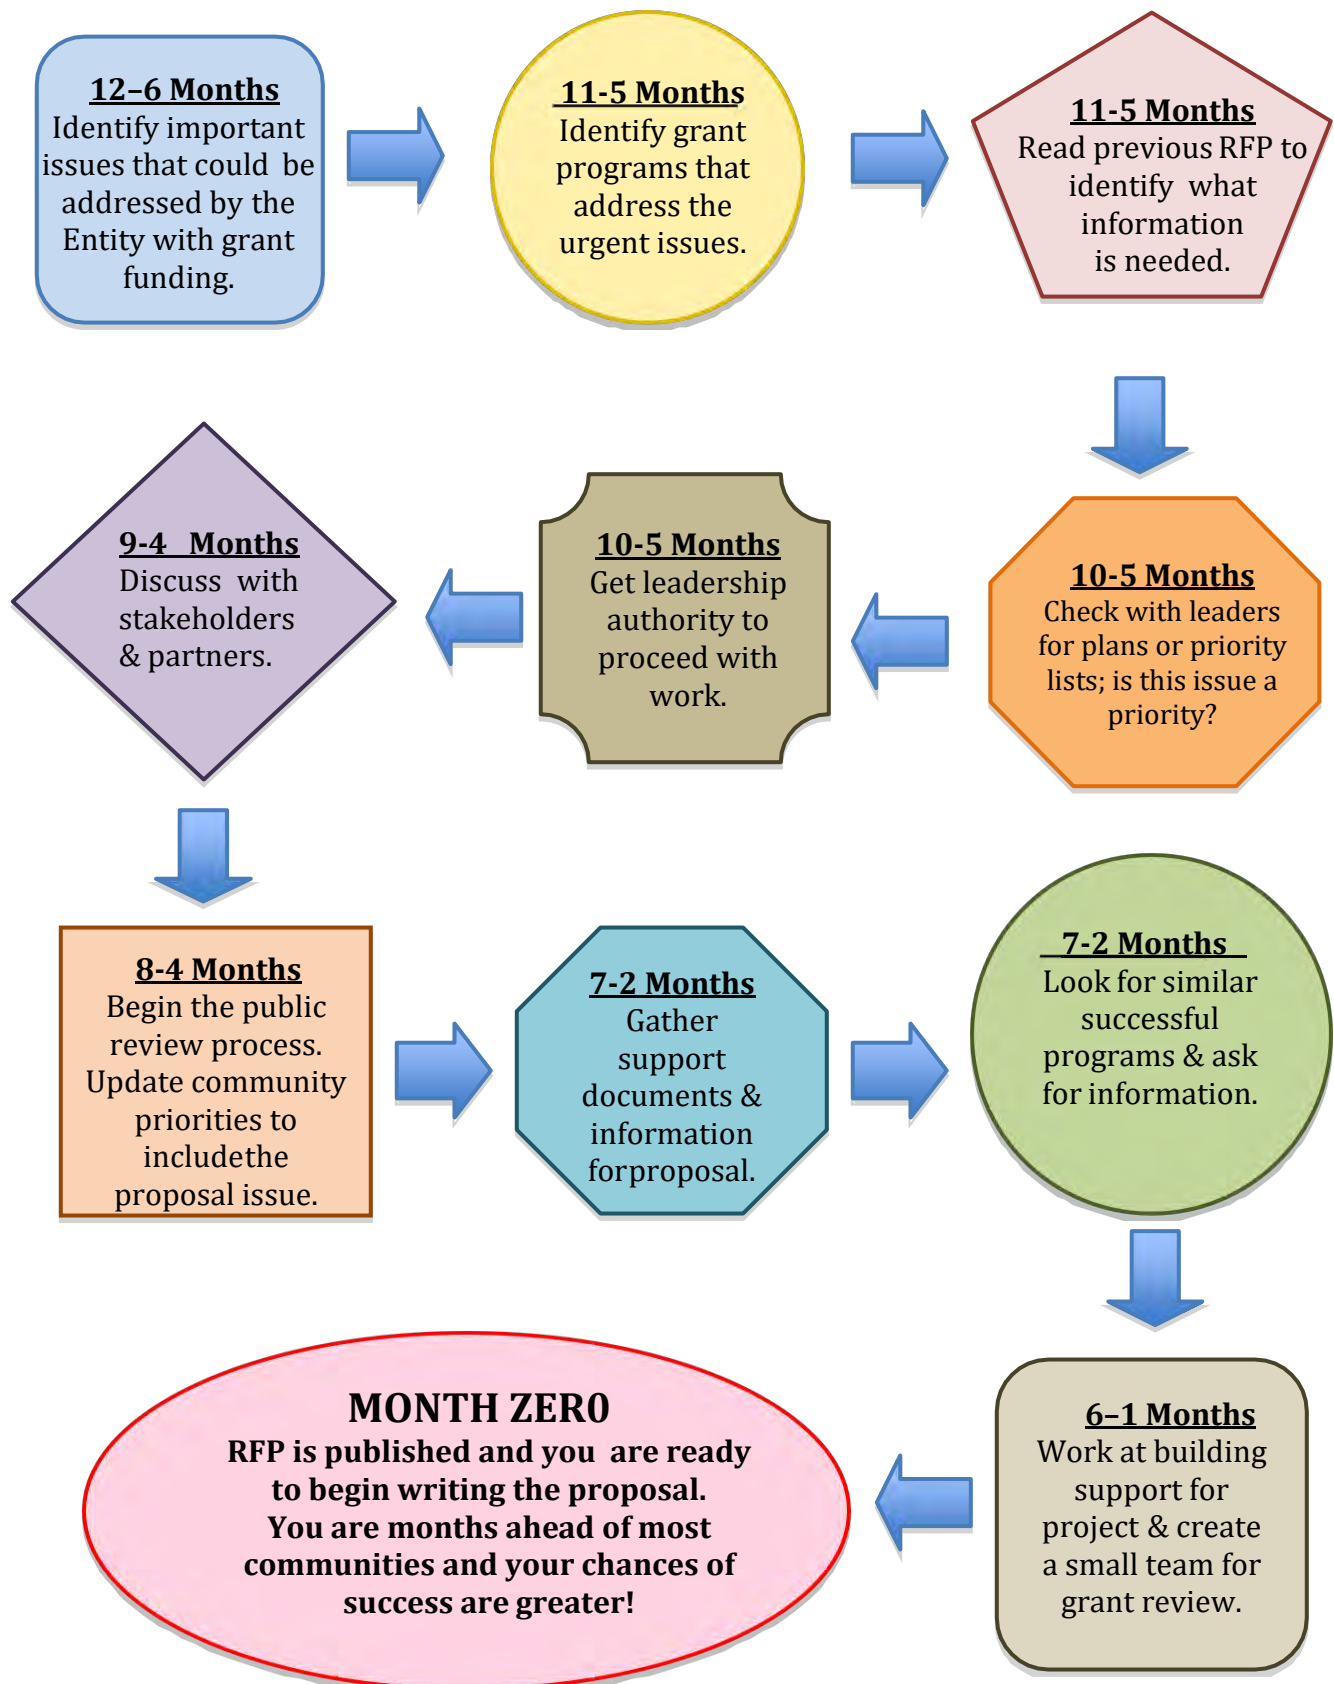 12–6 Months
Identify important
issues that could be
addressed by the
Entity with grant
funding.
11-5 Months
Identify grant
programs that
address the
urgent issues.
11-5 Months
Read previous RFP to
identify what
information
is needed.
10-5 Months
Check with leaders
for plans or priority
lists; is this issue a
priority?
10-5 Months
Get leadership
authority to
proceed with
work.
9-4 Months
Discuss with
stakeholders
& partners.
8-4 Months
Begin the public
review process.
Update community
priorities to
includethe
proposal issue.
7-2 Months
Gather
support
documents &
information
forproposal.
7-2 Months
Look for similar
successful
programs & ask
for information.
6–1 Months
Work at building
support for
project & create
a small team for
grant review.
MONTH ZER0
RFP is published and you are ready
to begin writing the proposal.
You are months ahead of most
communities and your chances of
success are greater!